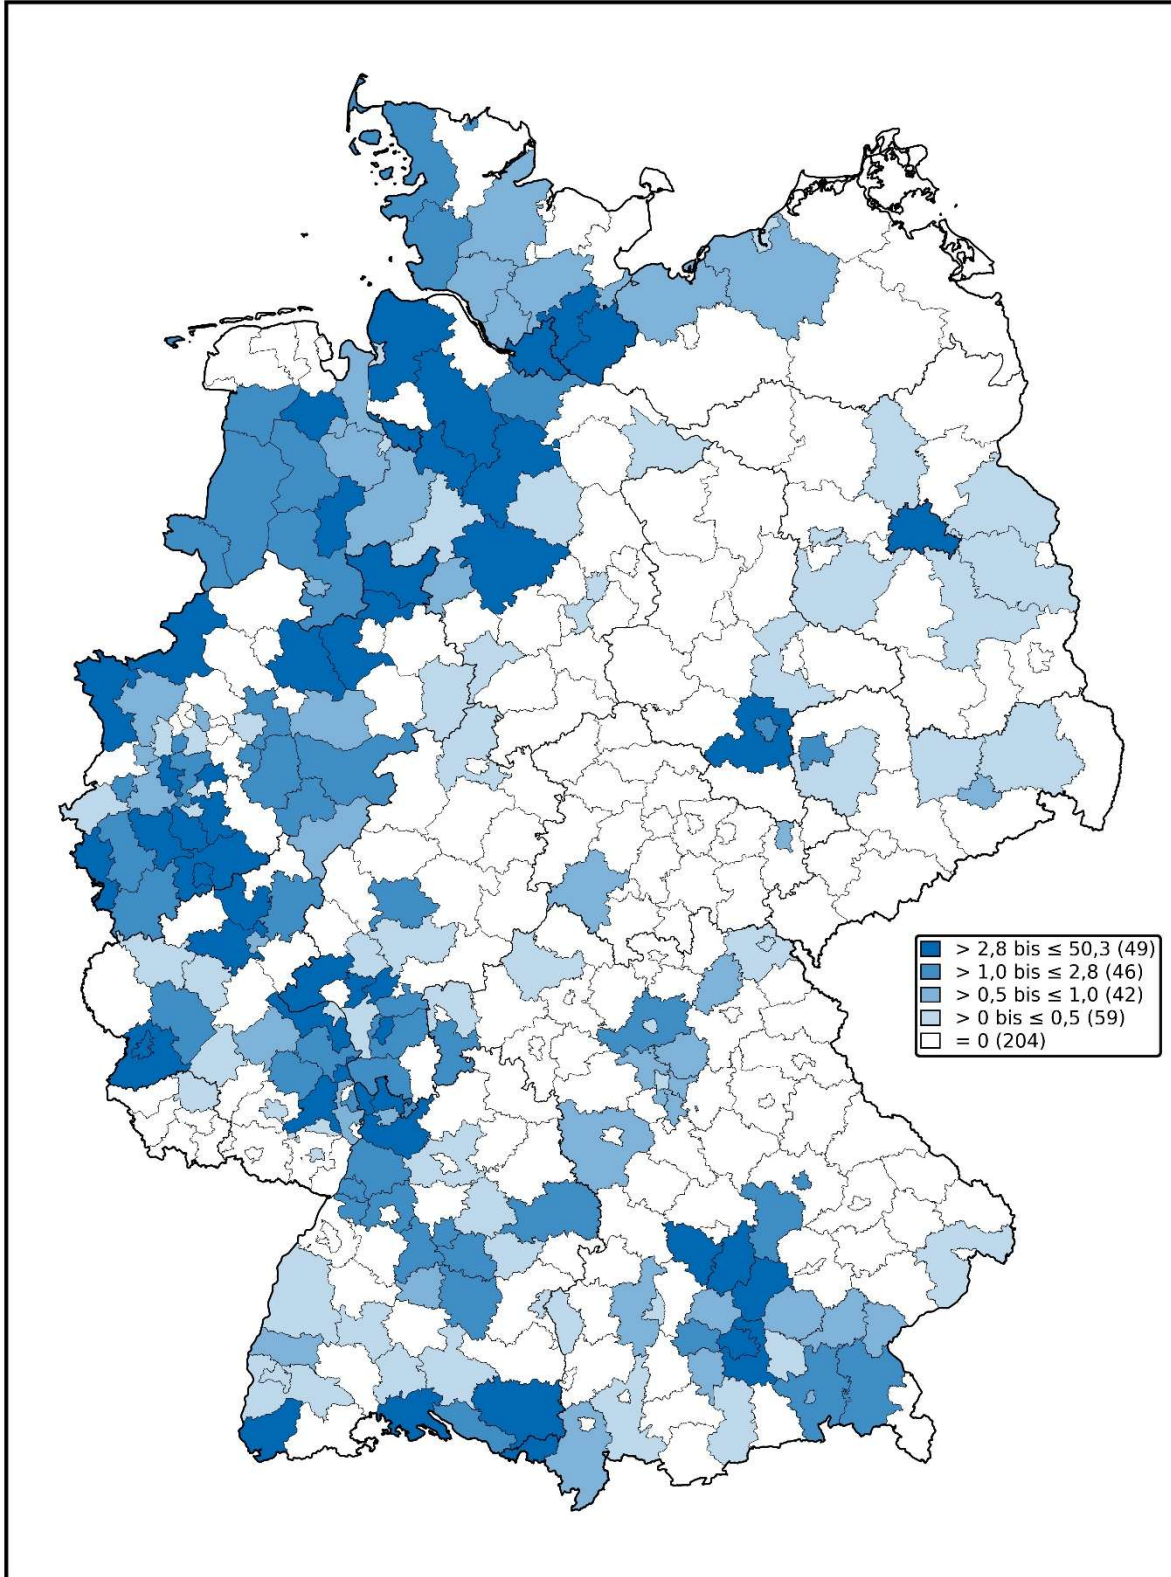 > 2,8 bis ≤ 50,3 (49)
> 1,0 bis ≤ 2,8 (46)
> 0,5 bis ≤ 1,0 (42)
> 0 bis ≤ 0,5 (59)
= 0 (204)